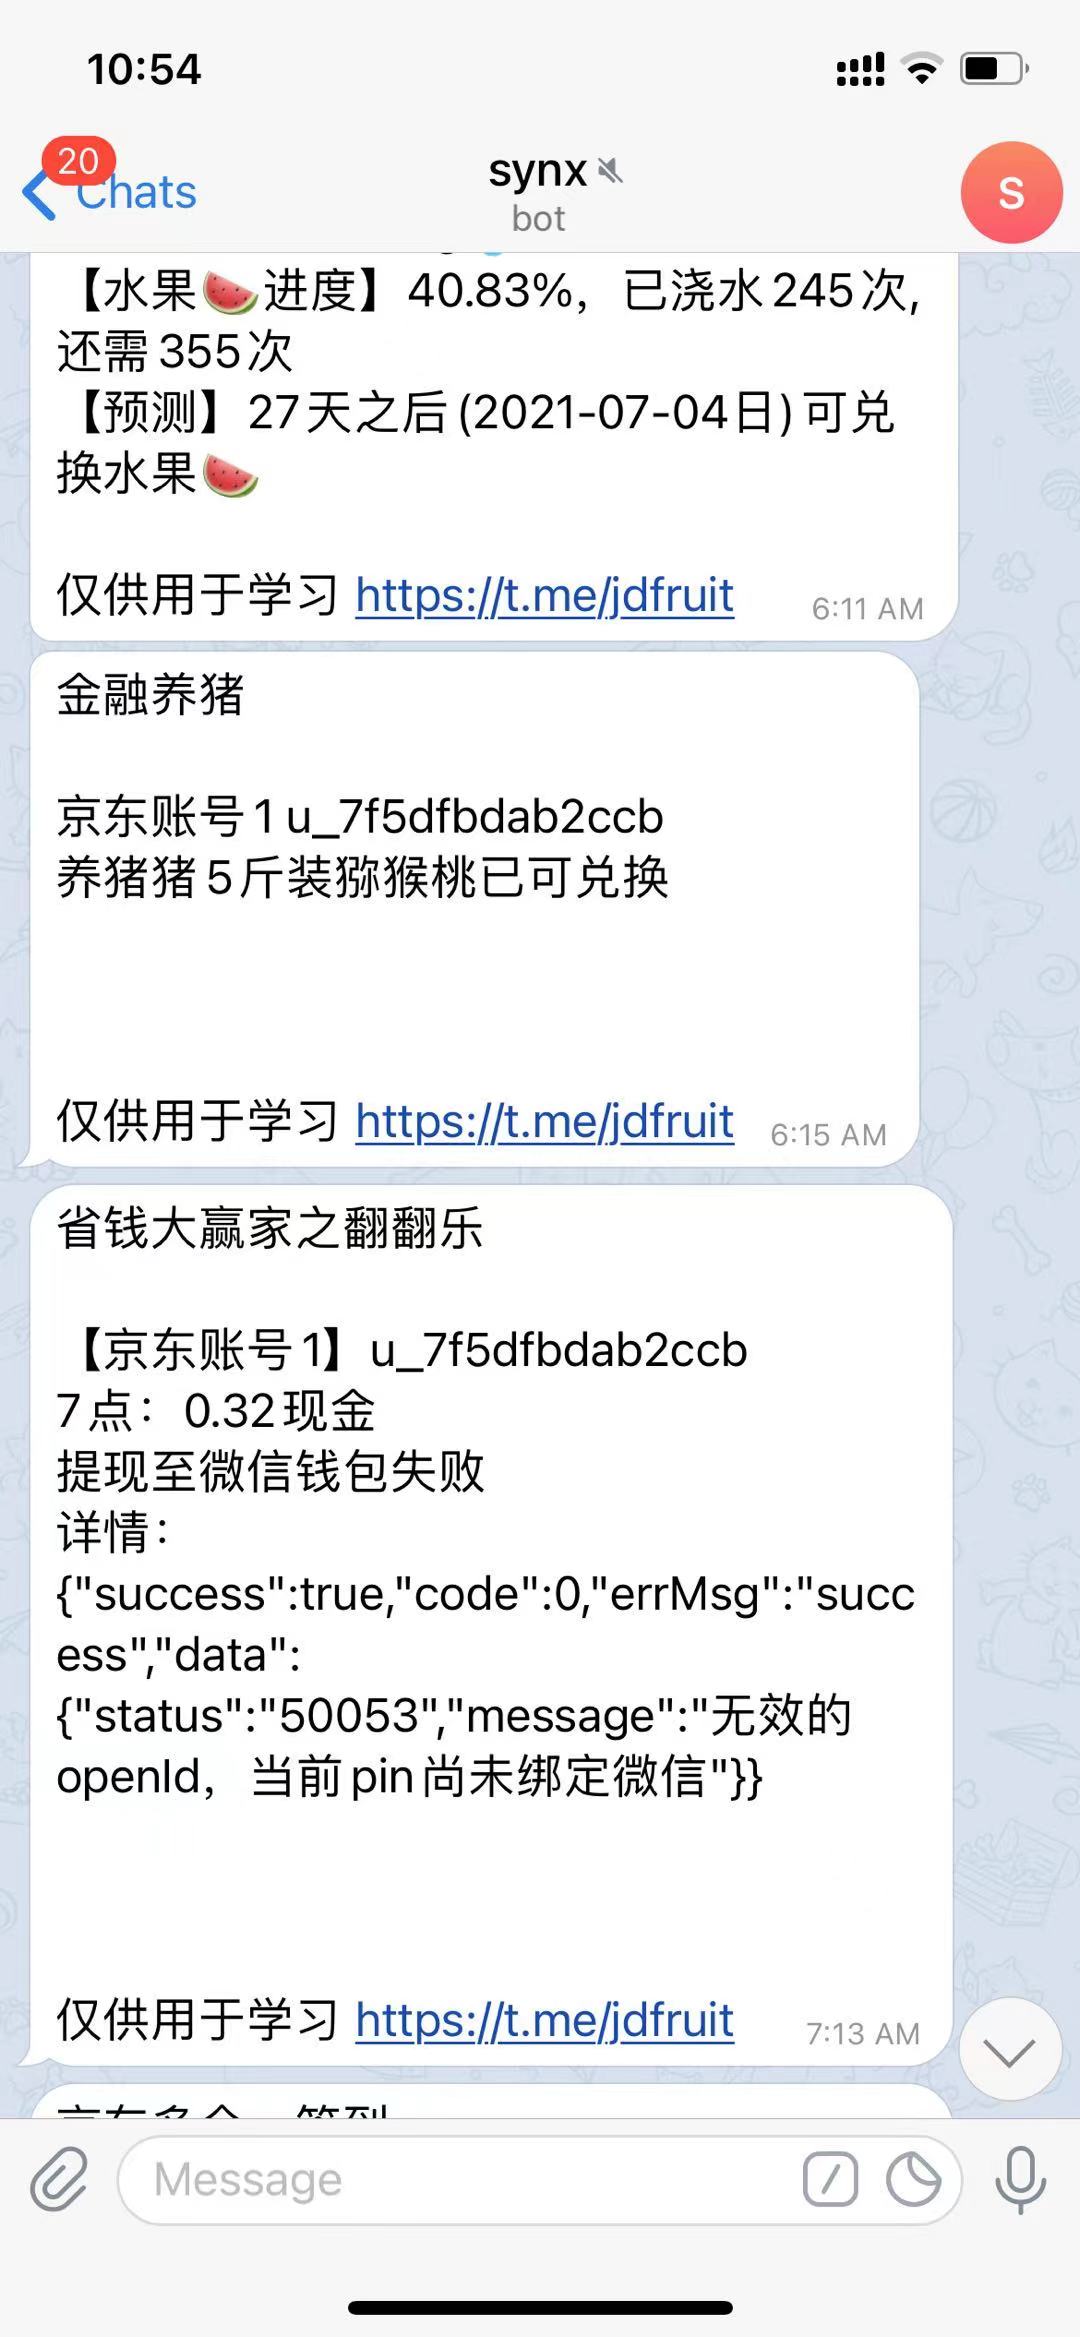 10:54
20
Chats
synx
bot
S
【水果🍉进度】40.83%，已浇水245次,
还需355次
【预测】27天之后(2021-07-04日)可兑
换水果🍉
仅供用于学习 https://t.me/jdfruit
6:11 AM
金融养猪
京东账号1 u_7f5dfbdab2ccb
养猪猪5斤装猕猴桃已可兑换
仅供用于学习 https://t.me/jdfruit
6:15 AM
省钱大赢家之翻翻乐
【京东账号1】u_7f5dfbdab2ccb
7点：0.32现金
提现至微信钱包失败
详情：
{"success":true,"code":0,"errMsg":"succ
ess","data":
{"status":"50053","message":"无效的
openId，当前pin尚未绑定微信"}}
仅供用于学习 https://t.me/jdfruit
7:13 AM
Message